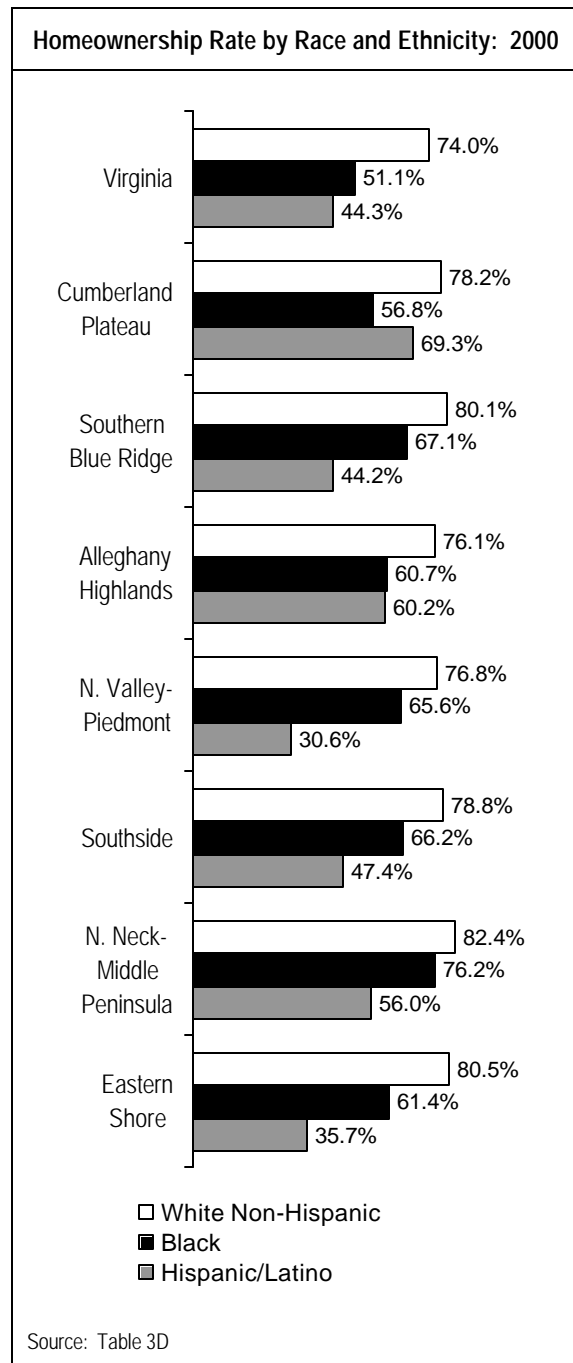 Homeownership Rate by Race and Ethnicity: 2000
Virginia
74.0%
51.1%
44.3%
Cumberland
Plateau
78.2%
56.8%
69.3%
Southern
Blue Ridge
80.1%
67.1%
44.2%
Alleghany
Highlands
76.1%
60.7%
60.2%
N. Valley-
Piedmont
76.8%
65.6%
30.6%
Southside
78.8%
66.2%
47.4%
N. Neck-
Middle
Peninsula
82.4%
76.2%
56.0%
Eastern
Shore
80.5%
61.4%
35.7%
White Non-Hispanic
Black
Hispanic/Latino
Source: Table 3D